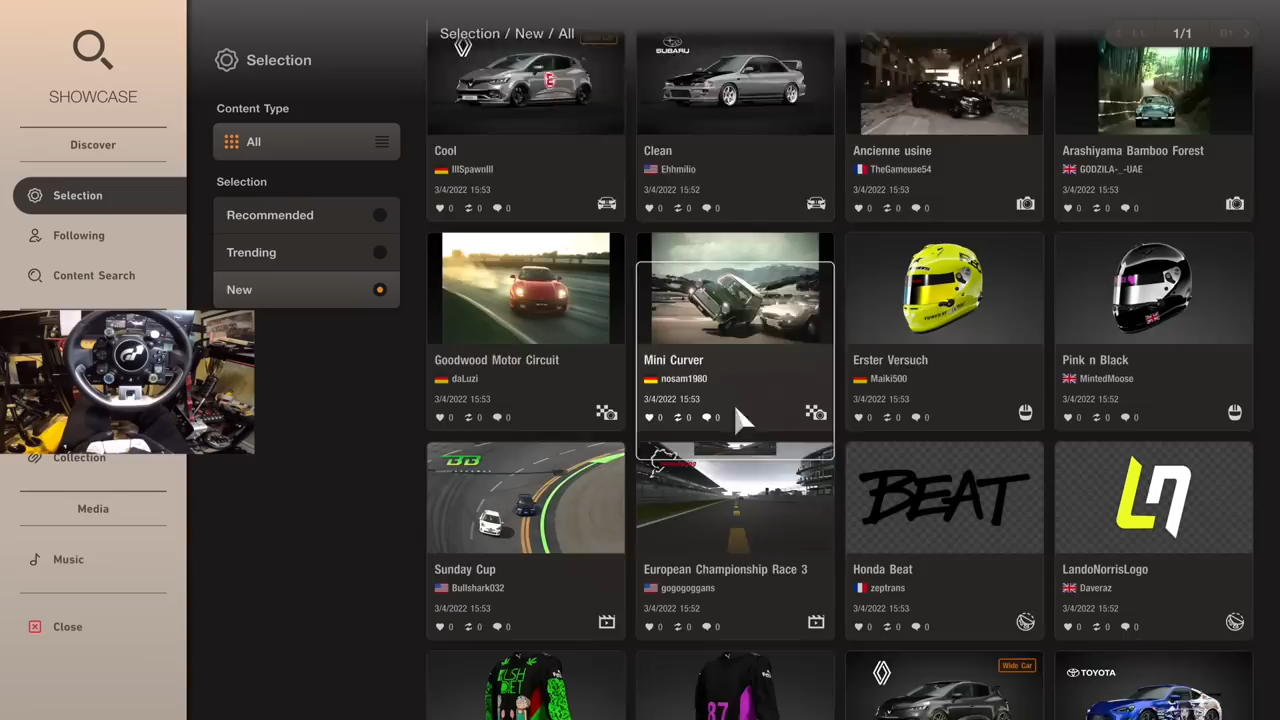 SHOWCASE
Discover
Selection
Following
Content Search
Collection
Media
Music
Close
Selection
Content Type
All
Selection
Recommended
Trending
New
Selection / New / All
1/1
SUBARU
Cool
IIISpawnIII
3/4/2022 15:53
0 0 0
Clean
Ehhmilio
3/4/2022 15:52
0 0 0
Ancienne usine
TheGameuse54
3/4/2022 15:53
0 0 0
Arashiyama Bamboo Forest
GODZILA-_-UAE
3/4/2022 15:53
0 0 0
Goodwood Motor Circuit
daLuzi
3/4/2022 15:53
0 0 0
Mini Curver
nosam1980
3/4/2022 15:53
0 0 0
Erster Versuch
Maiki500
3/4/2022 15:53
0 0 0
Pink n Black
MintedMoose
3/4/2022 15:52
0 0 0
Sunday Cup
Bullshark032
3/4/2022 15:53
0 0 0
European Championship Race 3
gogogoggans
3/4/2022 15:52
0 0 0
BEAT
Honda Beat
zeptrans
3/4/2022 15:53
0 0 0
LN
LandoNorrisLogo
Daveraz
3/4/2022 15:52
0 0 0
87
Wide Car
TOYOTA